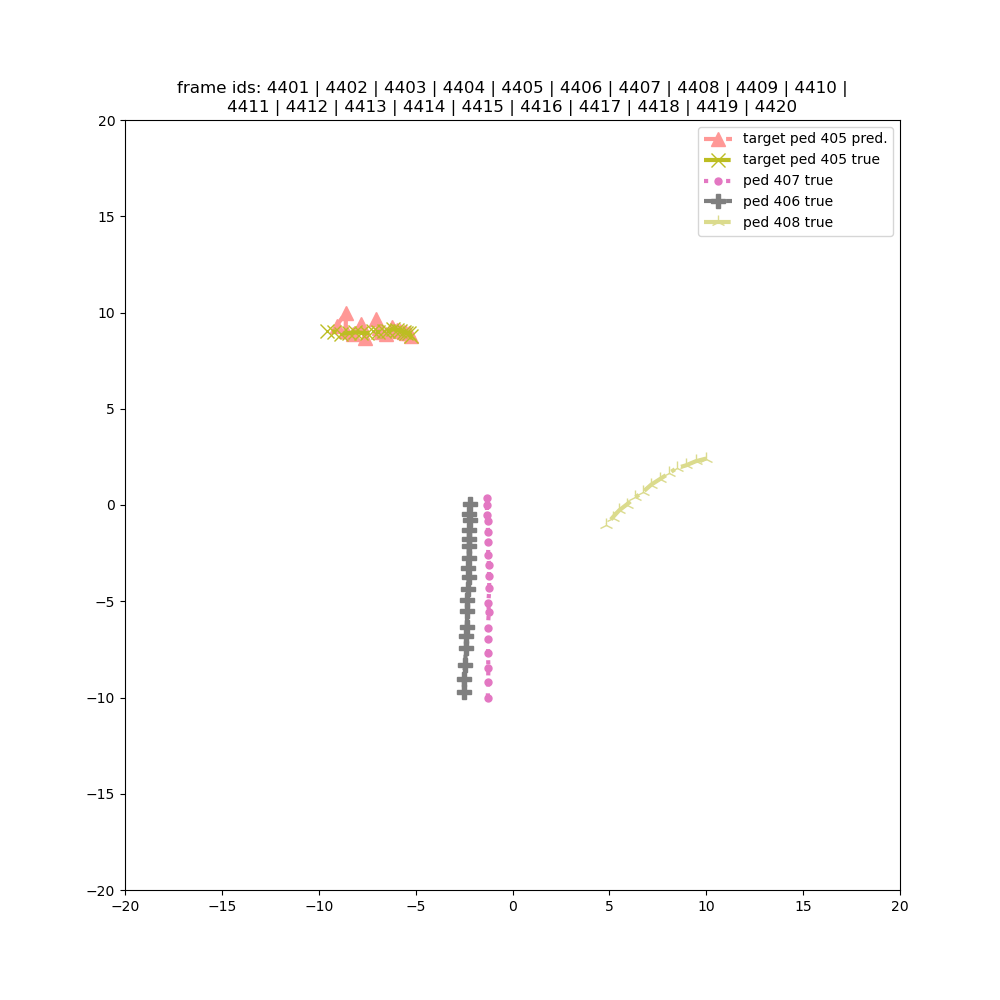 frame ids: 4401 | 4402 | 4403 | 4404 | 4405 | 4406 | 4407 | 4408 | 4409 | 4410 |
4411 | 4412 | 4413 | 4414 | 4415 | 4416 | 4417 | 4418 | 4419 | 4420
target ped 405 pred.
target ped 405 true
ped 407 true
ped 406 true
ped 408 true
20
15
10
5
0
−5
−10
−15
−20
−20 −15 −10 −5 0 5 10 15 20